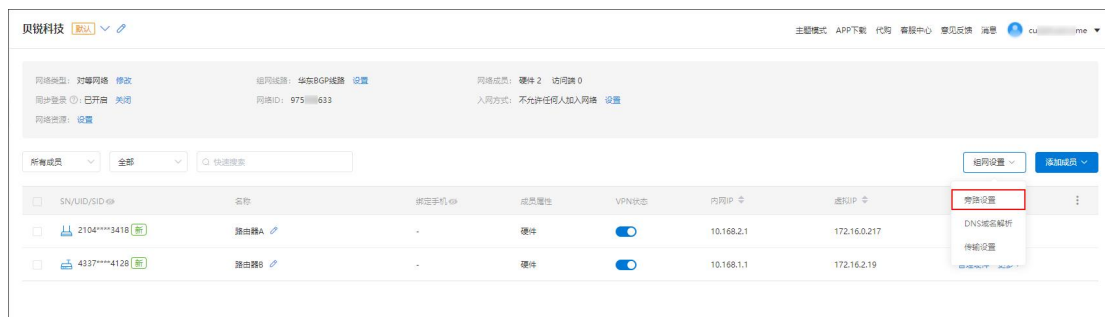 贝锐科技 默认
主题模式 APP下载 代购 客服中心 意见反馈 消息 cu me
网络类型: 对等网络 修改 组网线路: 华东BGP线路 设置 网络成员: 硬件 2 访问端 0
同步登录 : 已开启 关闭 网络ID: 975 633 入网方式: 不允许任何人加入网络 设置
网络资源: 设置
所有成员 全部 快速搜索 组网设置 添加成员
SN/UID/SID 名称 绑定手机 成员属性 VPN状态 内网IP 虚拟IP
旁路设置
DNS域名解析
传输设置
2104****3418 新 路由器A - 硬件 10.168.2.1 172.16.0.217
4337****4128 新 路由器B - 硬件 10.168.1.1 172.16.2.19